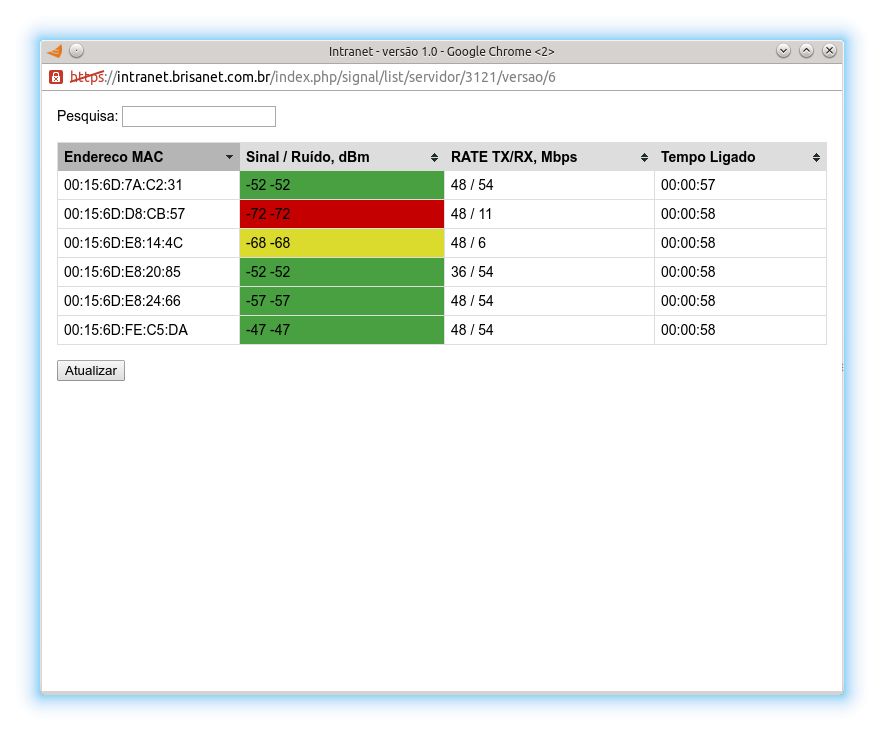 Intranet - versão 1.0 - Google Chrome <2>
https://intranet.brisanet.com.br/index.php/signal/list/servidor/3121/versao/6
Pesquisa:
Endereco MAC Sinal / Ruído, dBm RATE TX/RX, Mbps Tempo Ligado
00:15:6D:7A:C2:31 -52 -52 48 / 54 00:00:57
00:15:6D:D8:CB:57 -72 -72 48 / 11 00:00:58
00:15:6D:E8:14:4C -68 -68 48 / 6 00:00:58
00:15:6D:E8:20:85 -52 -52 36 / 54 00:00:58
00:15:6D:E8:24:66 -57 -57 48 / 54 00:00:58
00:15:6D:FE:C5:DA -47 -47 48 / 54 00:00:58
Atualizar